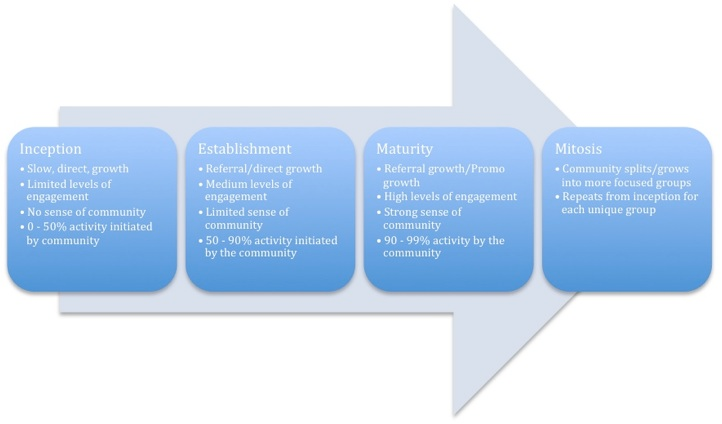 Inception
• Slow, direct, growth
• Limited levels of
engagement
• No sense of community
• 0 - 50% activity initiated
by community
Establishment
• Referral/direct growth
• Medium levels of
engagement
• Limited sense of
community
• 50 - 90% activity initiated
by the community
Maturity
• Referral growth/Promo
growth
• High levels of engagement
• Strong sense of
community
• 90 - 99% activity by the
community
Mitosis
• Community splits/grows
into more focused groups
• Repeats from inception for
each unique group